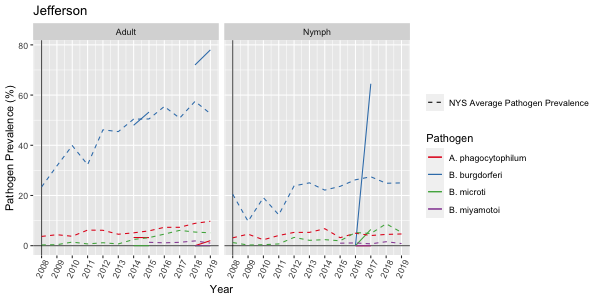 Jefferson
Adult
Nymph
Pathogen Prevalence (%)
80
60
40
20
0
2008
2009
2010
2011
2012
2013
2014
2015
2016
2017
2018
2019
2008
2009
2010
2011
2012
2013
2014
2015
2016
2017
2018
2019
Year
NYS Average Pathogen Prevalence
Pathogen
A. phagocytophilum
B. burgdorferi
B. microti
B. miyamotoi